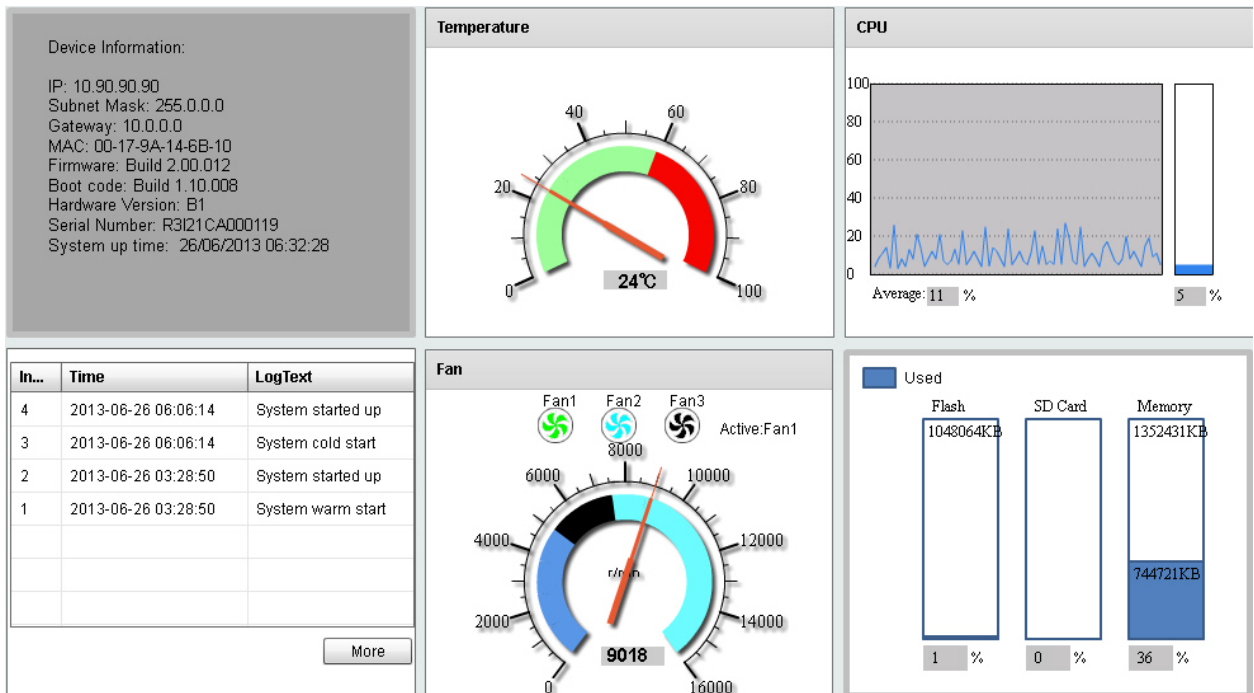 Device Information:
IP: 10.90.90.90
Subnet Mask: 255.0.0.0
Gateway: 10.0.0.0
MAC: 00-17-9A-14-6B-10
Firmware: Build 2.00.012
Boot code: Build 1.10.008
Hardware Version: B1
Serial Number: R3I21CA000119
System up time: 26/06/2013 06:32:28
Temperature
0
20
40
60
80
100
24℃
CPU
100
80
60
40
20
0
Average: 11 %
5 %
In... Time LogText
4 2013-06-26 06:06:14 System started up
3 2013-06-26 06:06:14 System cold start
2 2013-06-26 03:28:50 System started up
1 2013-06-26 03:28:50 System warm start
More
Fan
Fan1 Fan2 Fan3
Active:Fan1
0
2000
4000
6000
8000
10000
12000
14000
16000
9018
Used
Flash SD Card Memory
1048064KB 1352431KB
744721KB
1 % 0 % 36 %